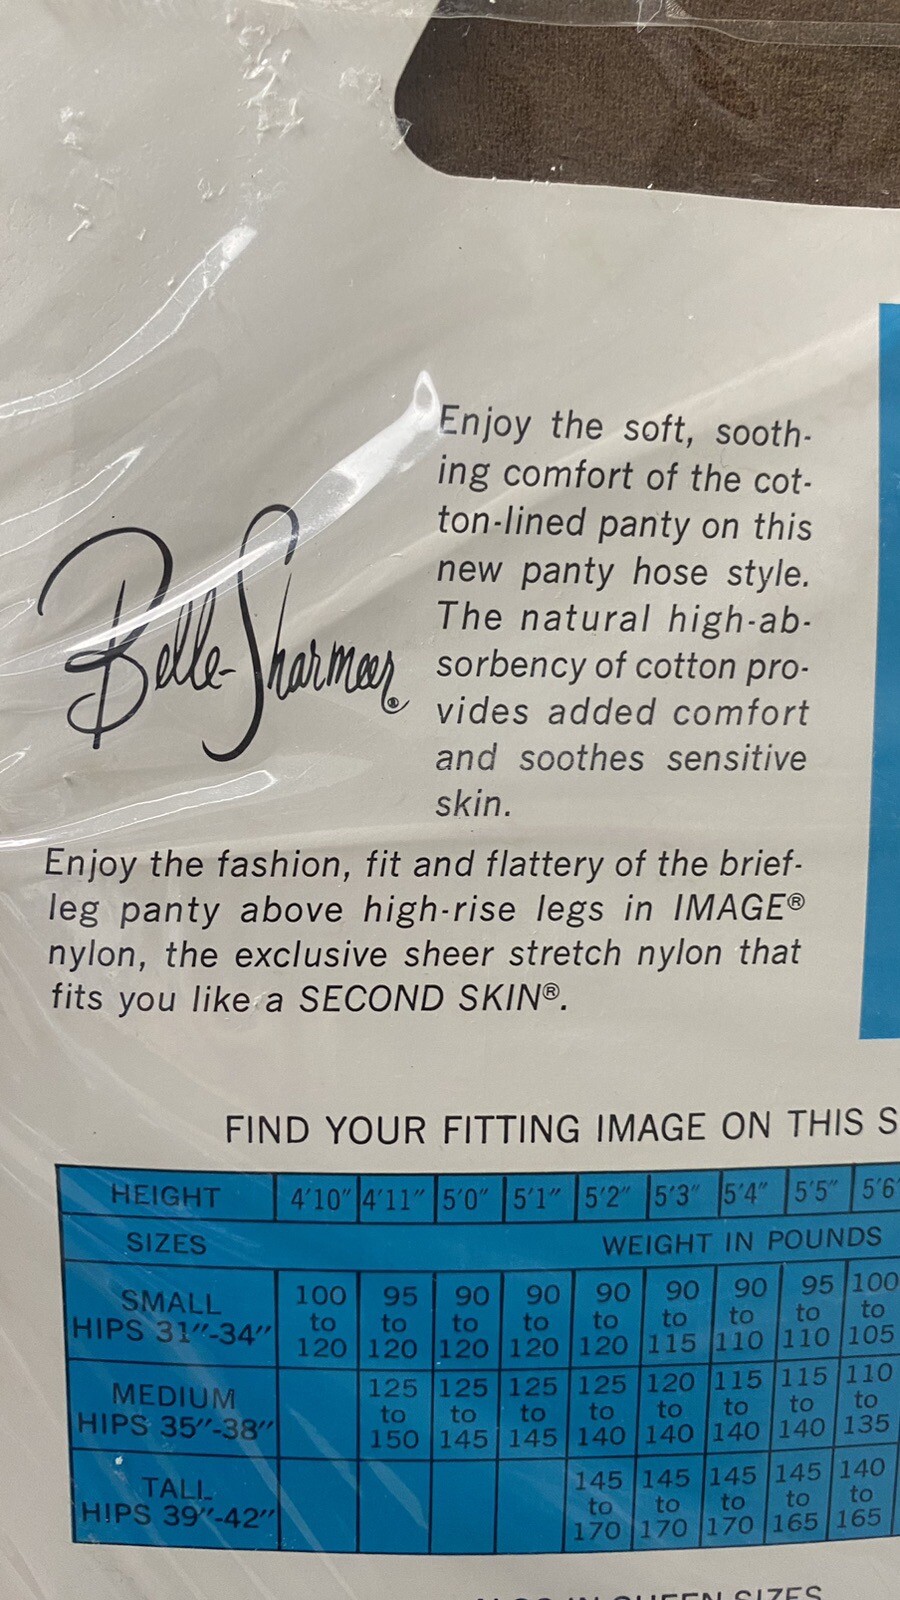 Enjoy the soft, sooth-
ing comfort of the cot-
ton-lined panty on this
new panty hose style.
The natural high-ab-
sorbency of cotton pro-
vides added comfort
and soothes sensitive
skin.
Belle-Sharmeer®
Enjoy the fashion, fit and flattery of the brief-
leg panty above high-rise legs in IMAGE®
nylon, the exclusive sheer stretch nylon that
fits you like a SECOND SKIN®.
FIND YOUR FITTING IMAGE ON THIS S
HEIGHT 4'10" 4'11" 5'0" 5'1" 5'2" 5'3" 5'4" 5'5" 5'6"
SIZES WEIGHT IN POUNDS
SMALL 100 95 90 90 90 90 90 95 100
to to to to to to to to to
HIPS 31"-34" 120 120 120 120 120 115 110 110 105
MEDIUM 125 125 125 125 120 115 115 110
to to to to to to to to
HIPS 35"-38" 150 145 145 140 140 140 140 135
TALL 145 145 145 145 140
to to to to to
HIPS 39"-42" 170 170 170 165 165
IN QUEEN SIZES